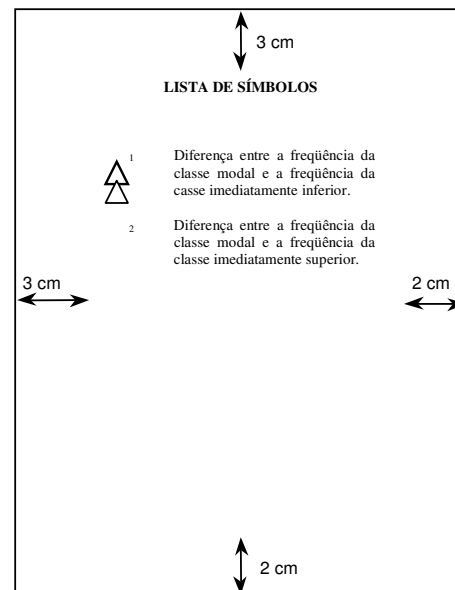 3 cm
LISTA DE SÍMBOLOS
1 Diferença entre a freqüência da
classe modal e a freqüência da
casse imediatamente inferior.
2 Diferença entre a freqüência da
classe modal e a freqüência da
classe imediatamente superior.
3 cm
2 cm
2 cm